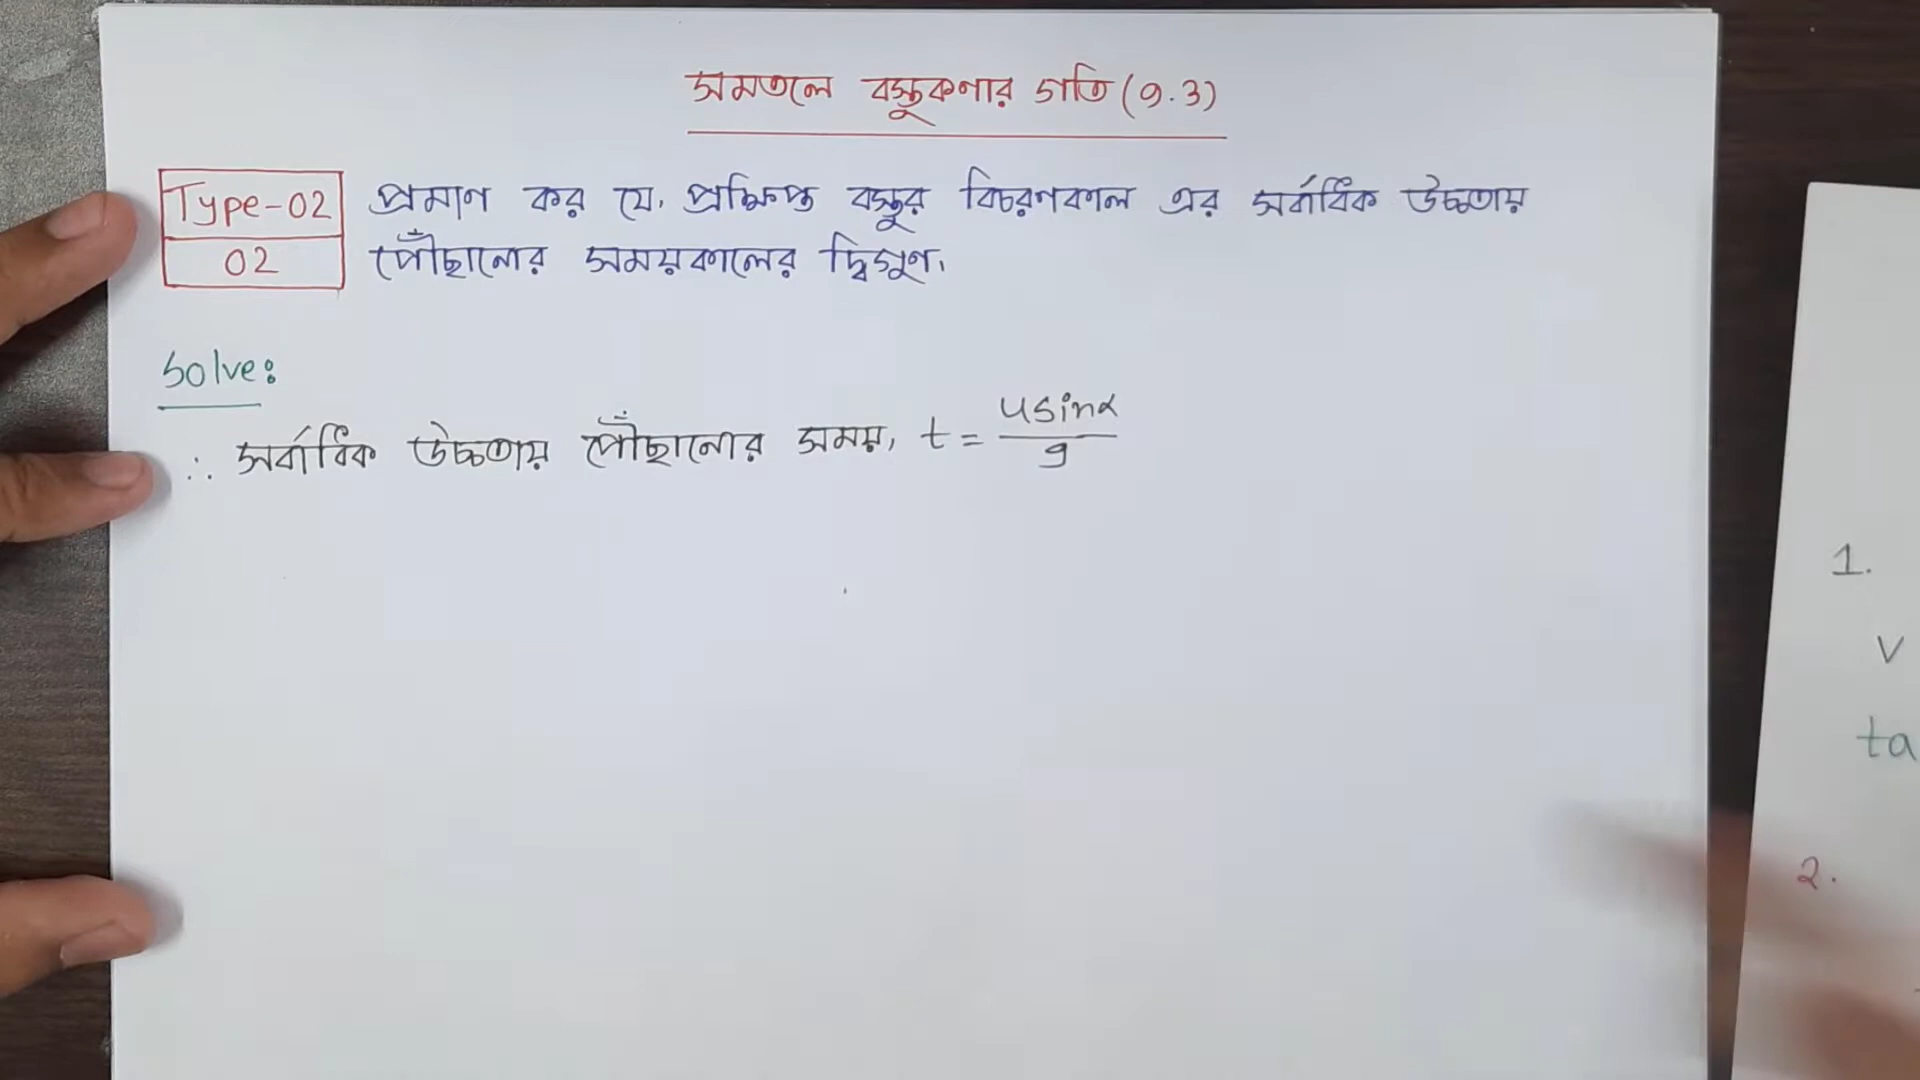 সমতলে বস্তুকণার গতি (9.3)
Type-02
02
প্রমাণ কর যে, প্রক্ষিপ্ত বস্তুর বিচরণকাল এর সর্বাধিক উচ্চতায়
পৌঁছানোর সময়কালের দ্বিগুণ।
Solve:
∴ সর্বাধিক উচ্চতায় পৌঁছানোর সময়, t = usinα/g
1.
v
ta
2.